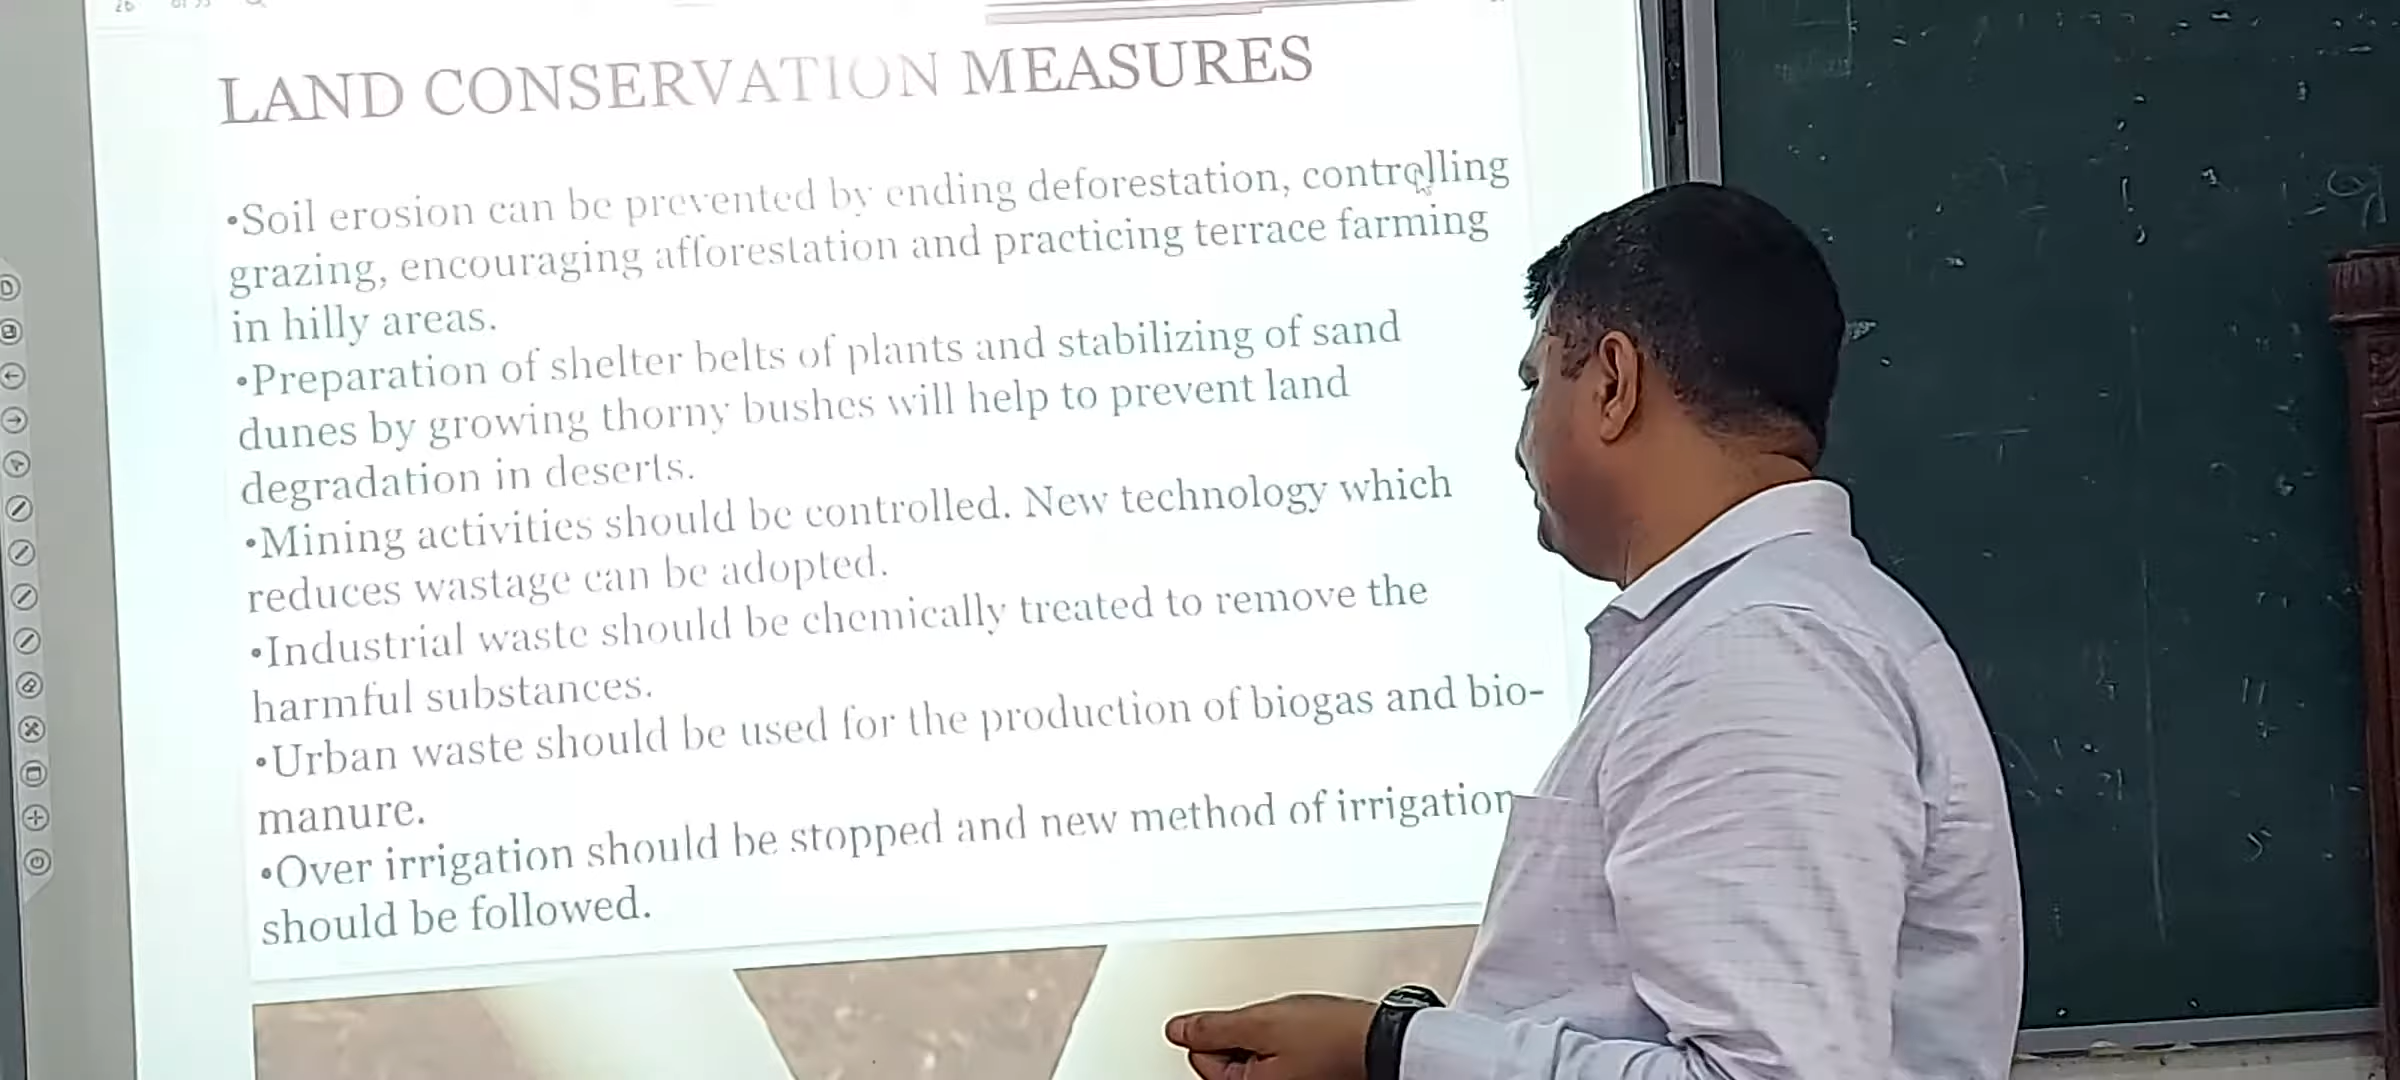 LAND CONSERVATION MEASURES
•Soil erosion can be prevented by ending deforestation, controlling
grazing, encouraging afforestation and practicing terrace farming
in hilly areas.
•Preparation of shelter belts of plants and stabilizing of sand
dunes by growing thorny bushes will help to prevent land
degradation in deserts.
•Mining activities should be controlled. New technology which
reduces wastage can be adopted.
•Industrial waste should be chemically treated to remove the
harmful substances.
•Urban waste should be used for the production of biogas and bio-
manure.
•Over irrigation should be stopped and new method of irrigation
should be followed.